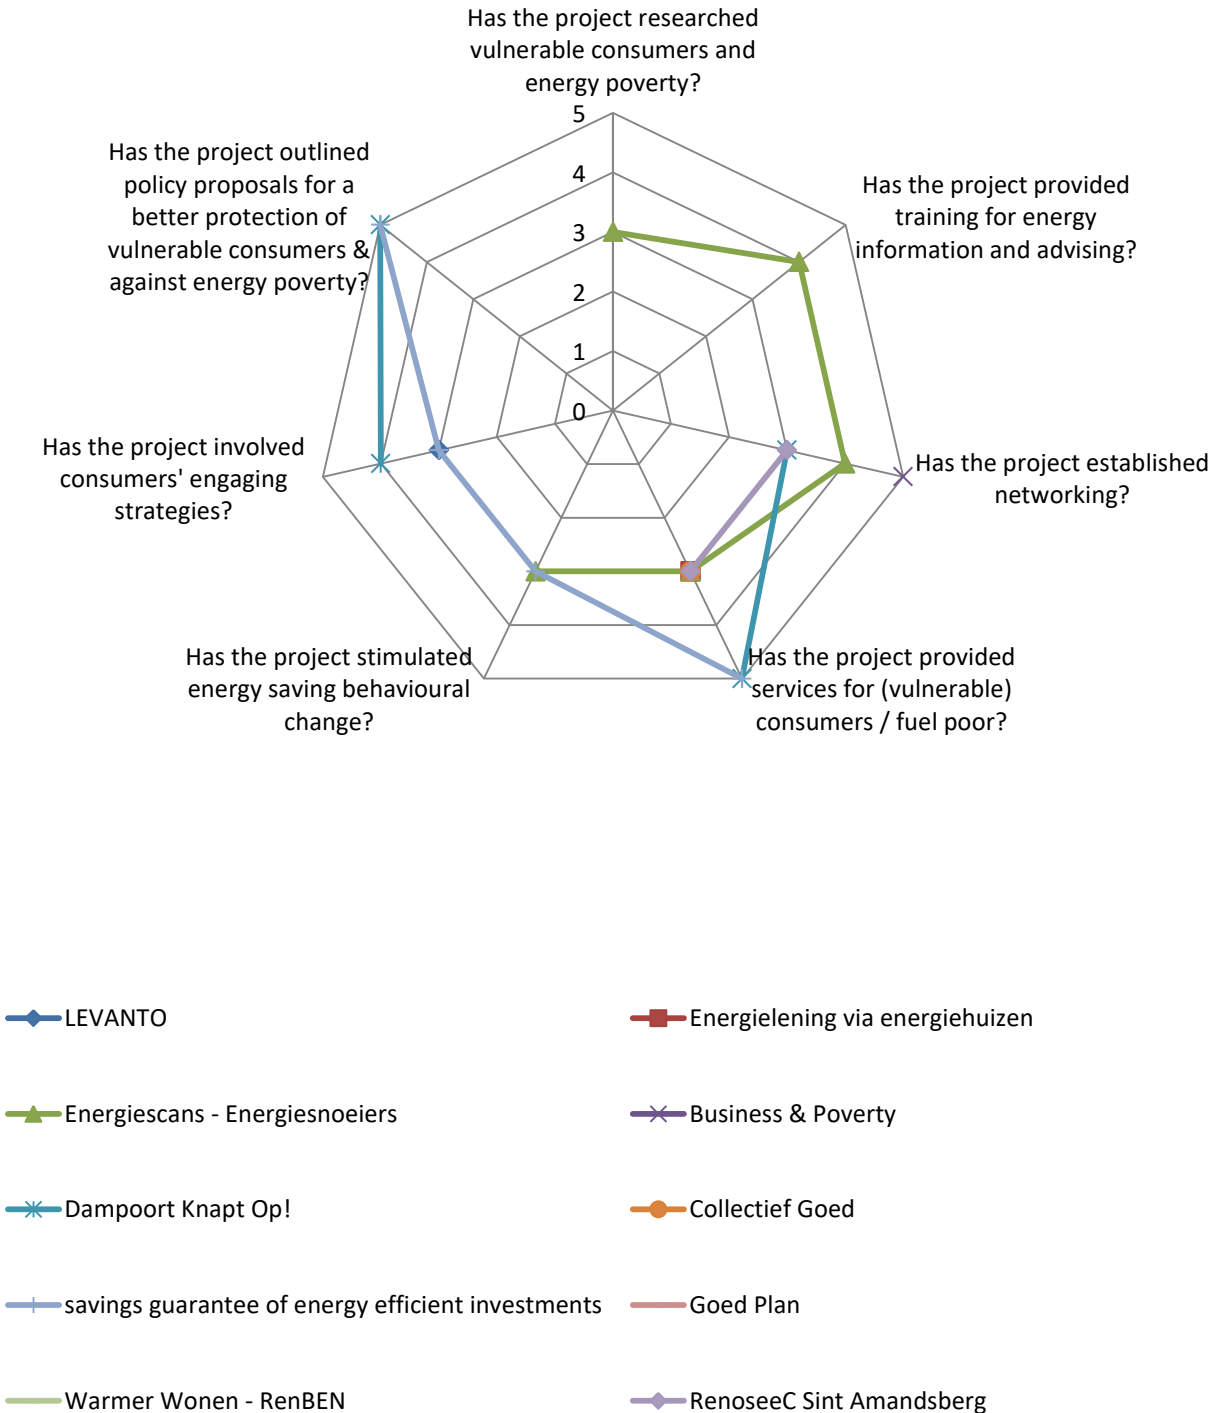 Has the project researched
vulnerable consumers and
energy poverty?
5
4
3
2
1
0
Has the project provided
training for energy
information and advising?
Has the project established
networking?
Has the project provided
services for (vulnerable)
consumers / fuel poor?
Has the project stimulated
energy saving behavioural
change?
Has the project involved
consumers' engaging
strategies?
Has the project outlined
policy proposals for a
better protection of
vulnerable consumers &
against energy poverty?
LEVANTO
Energielening via energiehuizen
Energiescans - Energiesnoeiers
Business & Poverty
Dampoort Knapt Op!
Collectief Goed
savings guarantee of energy efficient investments
Goed Plan
Warmer Wonen - RenBEN
RenoseeC Sint Amandsberg